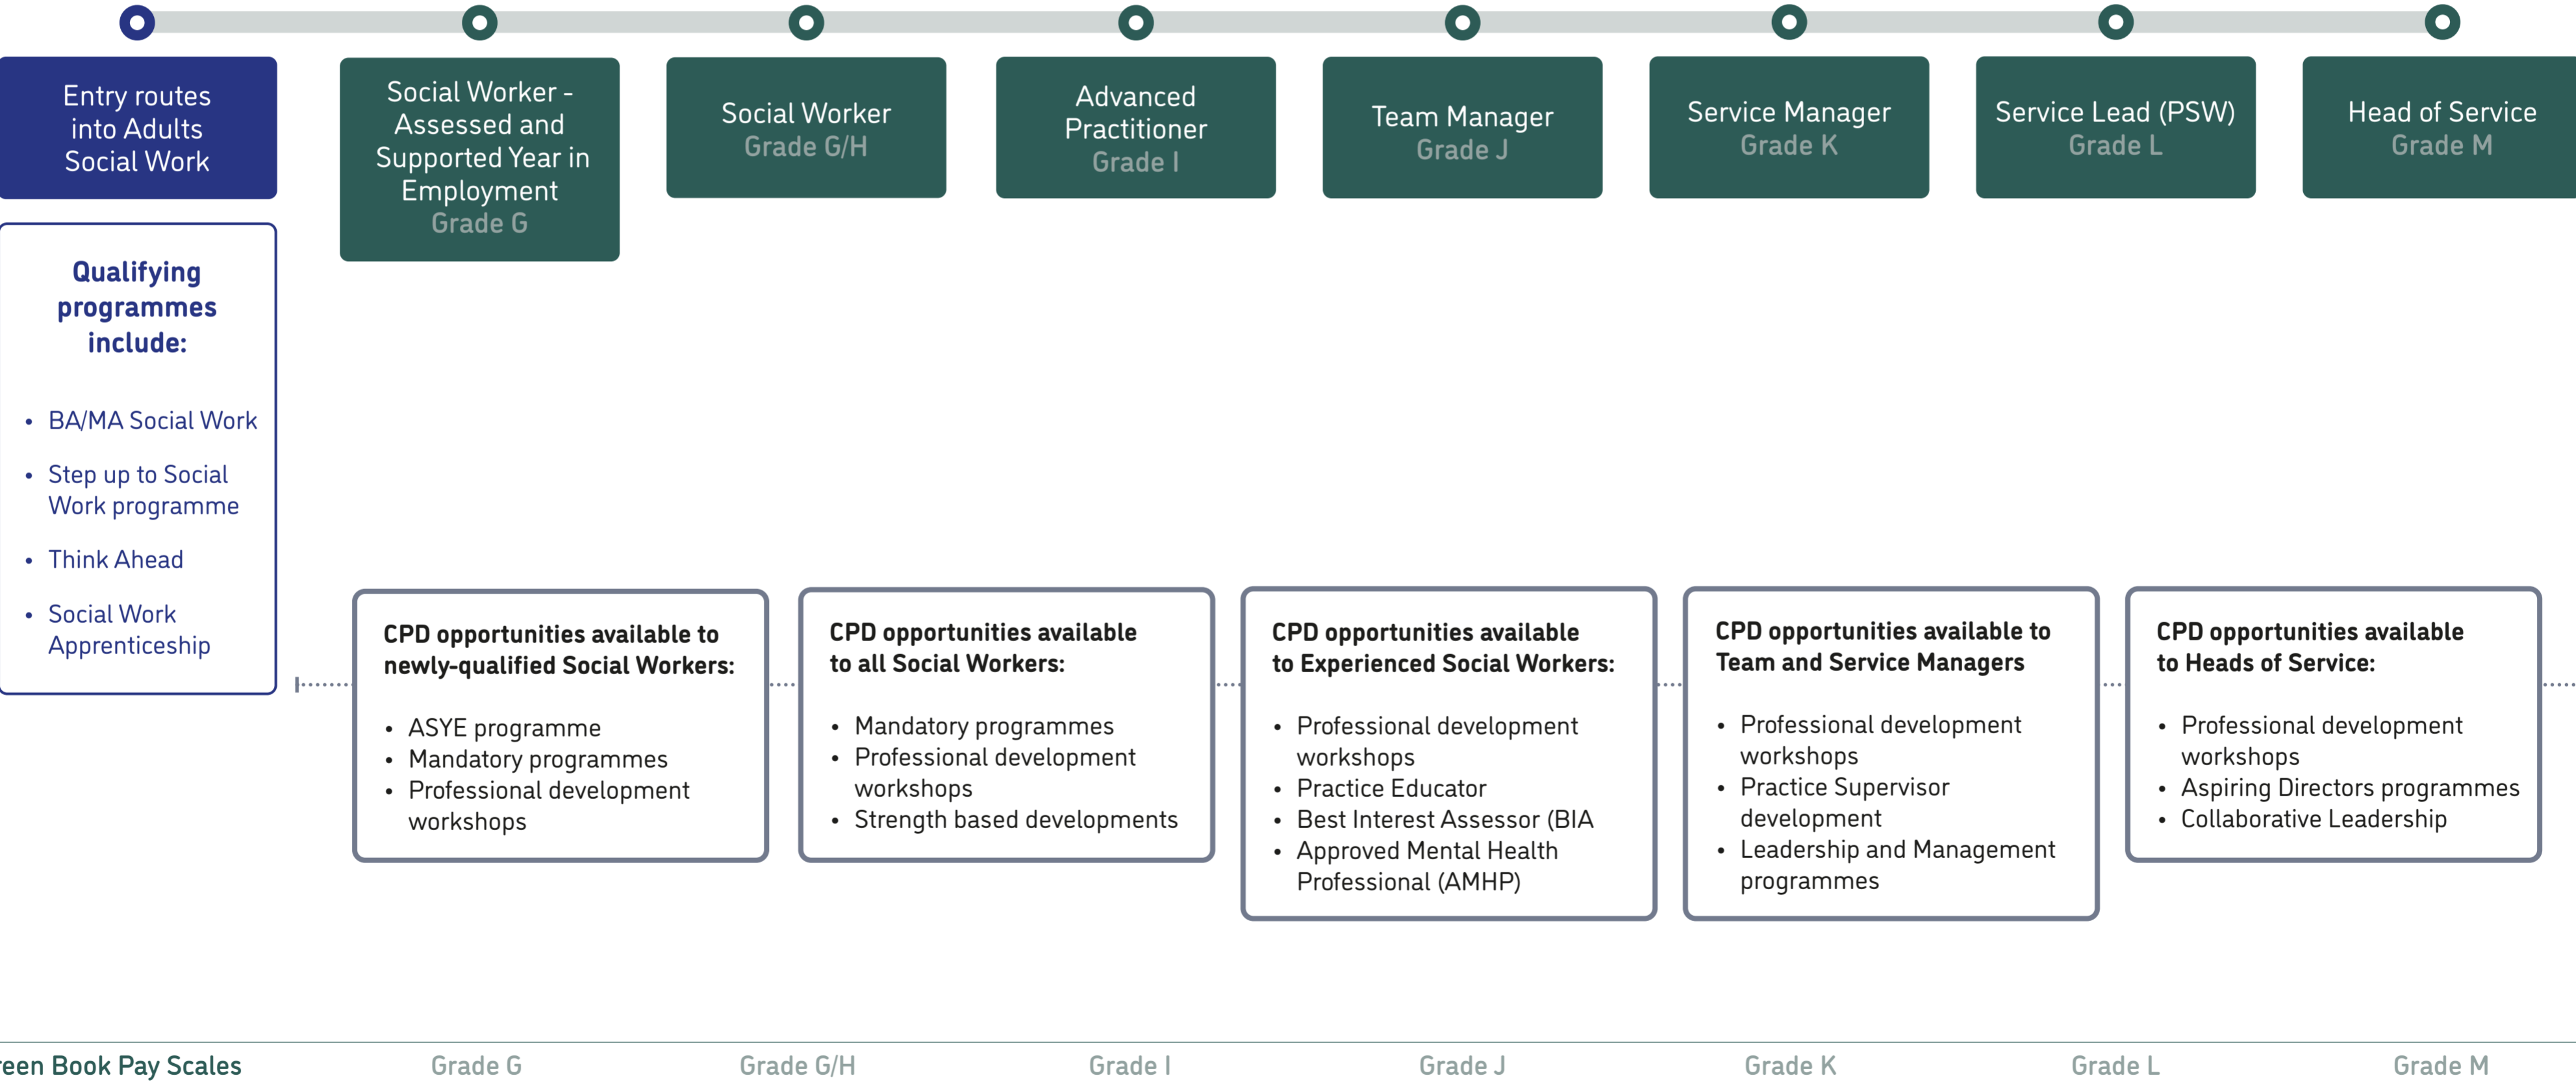 Entry routes
into Adults
Social Work
Social Worker -
Assessed and
Supported Year in
Employment
Grade G
Social Worker
Grade G/H
Advanced
Practitioner
Grade I
Team Manager
Grade J
Service Manager
Grade K
Service Lead (PSW)
Grade L
Head of Service
Grade M
Qualifying
programmes
include:
• BA/MA Social Work
• Step up to Social
Work programme
• Think Ahead
• Social Work
Apprenticeship
CPD opportunities available to
newly-qualified Social Workers:
• ASYE programme
• Mandatory programmes
• Professional development
workshops
CPD opportunities available
to all Social Workers:
• Mandatory programmes
• Professional development
workshops
• Strength based developments
CPD opportunities available
to Experienced Social Workers:
• Professional development
workshops
• Practice Educator
• Best Interest Assessor (BIA
• Approved Mental Health
Professional (AMHP)
CPD opportunities available to
Team and Service Managers
• Professional development
workshops
• Practice Supervisor
development
• Leadership and Management
programmes
CPD opportunities available
to Heads of Service:
• Professional development
workshops
• Aspiring Directors programmes
• Collaborative Leadership
reen Book Pay Scales
Grade G
Grade G/H
Grade I
Grade J
Grade K
Grade L
Grade M